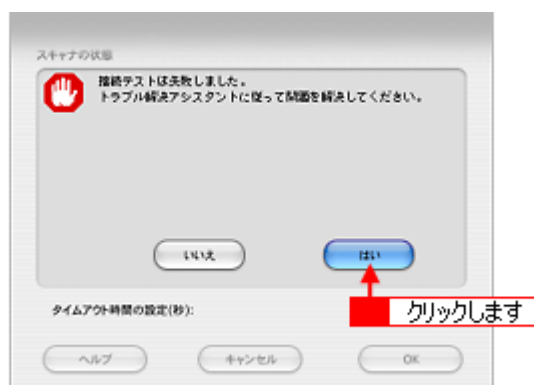 スキャナの状態
接続テストは失敗しました。
トラブル解決アシスタントに従って問題を解決してください。
いいえ
はい
タイムアウト時間の設定(秒):
クリックします
ヘルプ
キャンセル
OK